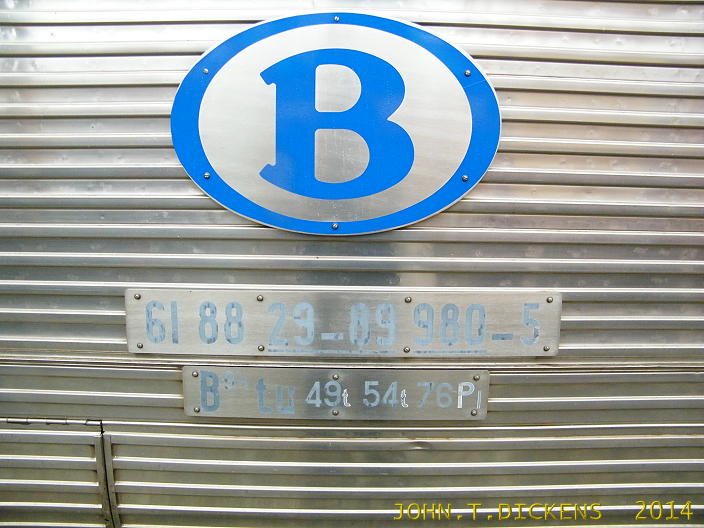 B
61 88 29-09 980-5
tu 49t 54t 76Pl
JOHN.T.DICKENS 2014